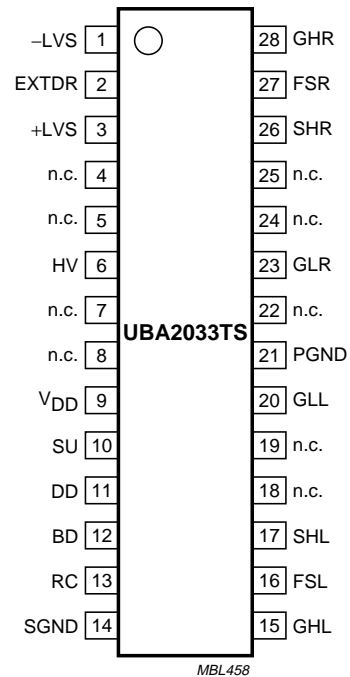 −LVS 1 28 GHR
EXTDR 2 27 FSR
+LVS 3 26 SHR
n.c. 4 25 n.c.
n.c. 5 24 n.c.
HV 6 23 GLR
n.c. 7 22 n.c.
UBA2033TS
n.c. 8 21 PGND
VDD 9 20 GLL
SU 10 19 n.c.
DD 11 18 n.c.
BD 12 17 SHL
RC 13 16 FSL
SGND 14 15 GHL
MBL458